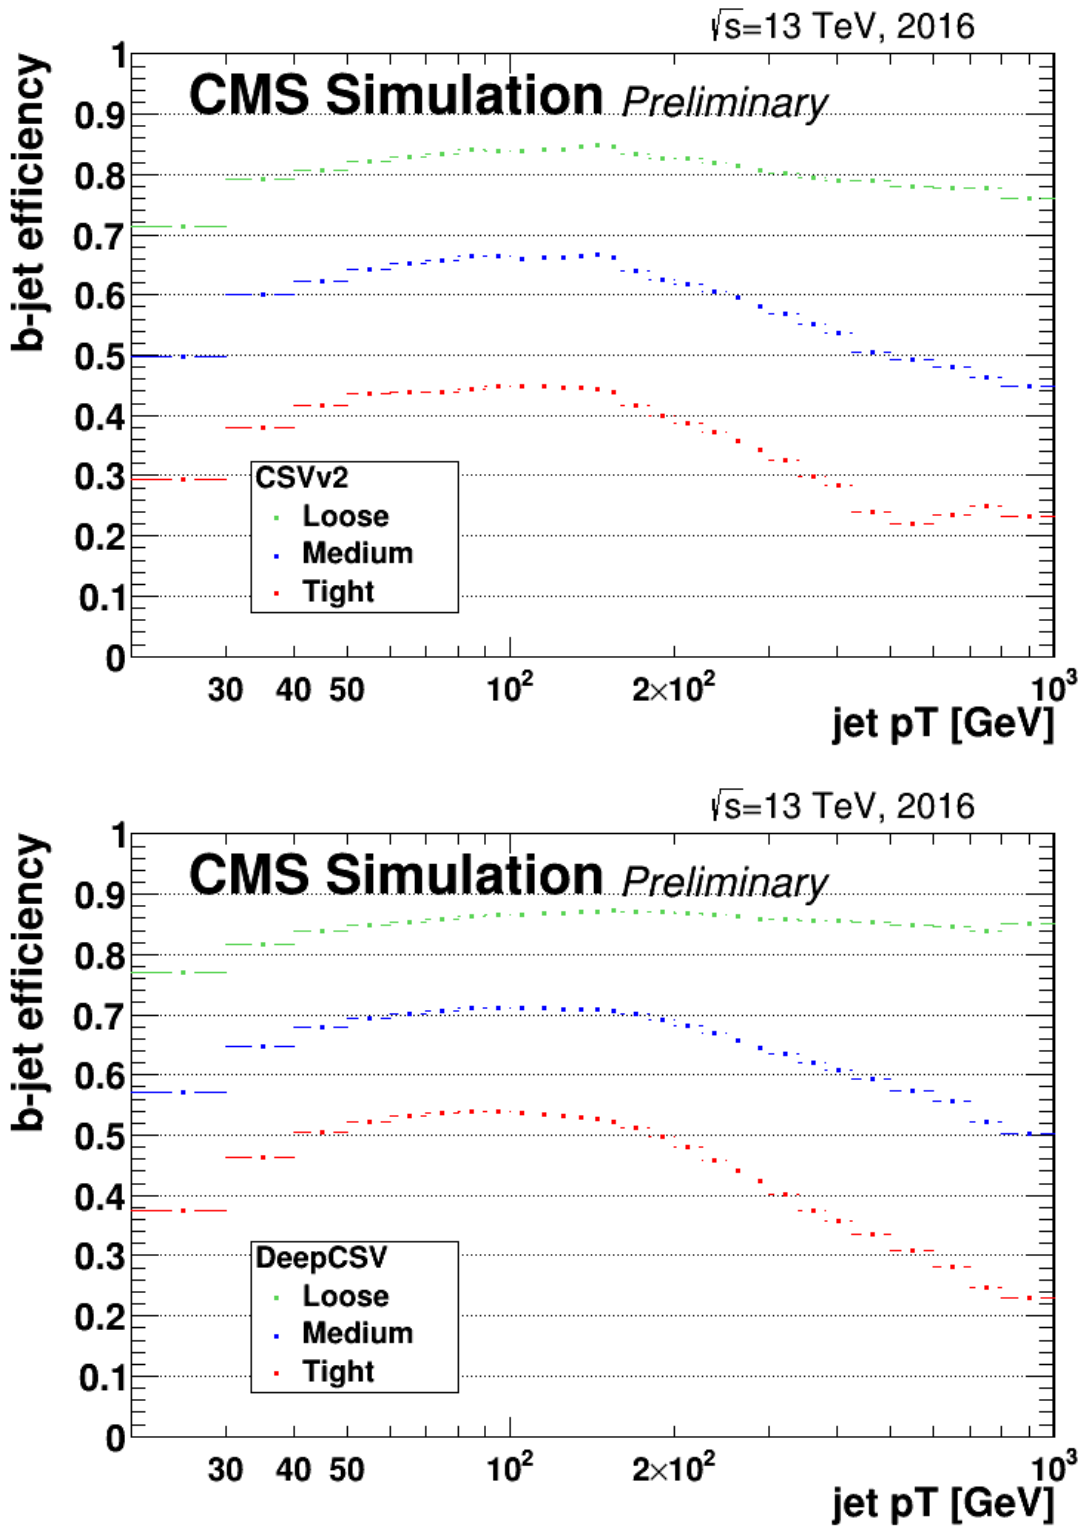 √s=13 TeV, 2016
CMS Simulation Preliminary
b-jet efficiency
1
0.9
0.8
0.7
0.6
0.5
0.4
0.3
0.2
0.1
0
CSVv2
Loose
Medium
Tight
30 40 50 10² 2×10² 10³
jet pT [GeV]
√s=13 TeV, 2016
CMS Simulation Preliminary
b-jet efficiency
1
0.9
0.8
0.7
0.6
0.5
0.4
0.3
0.2
0.1
0
DeepCSV
Loose
Medium
Tight
30 40 50 10² 2×10² 10³
jet pT [GeV]